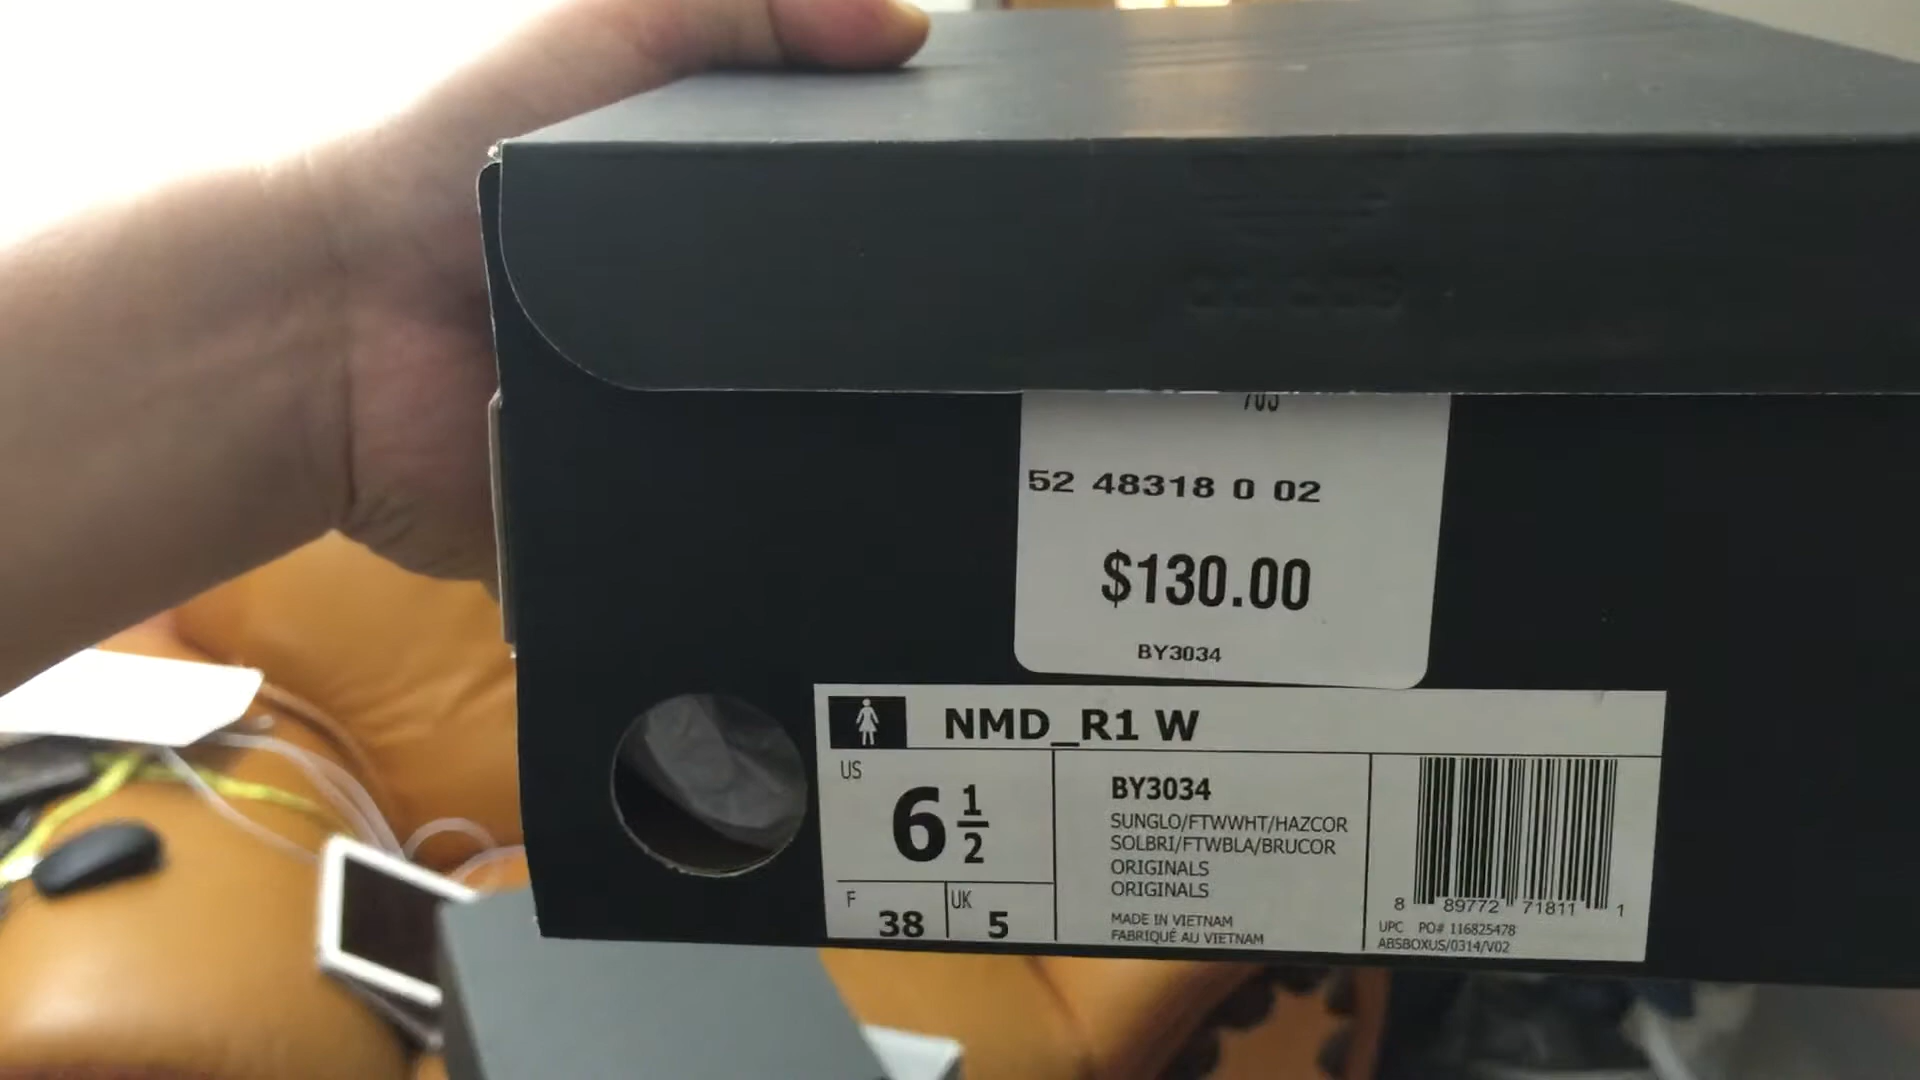 52 48318 0 02
$130.00
BY3034
NMD_R1 W
US
6 1/2
F 38
UK 5
BY3034
SUNGLO/FTWWHT/HAZCOR
SOLBRI/FTWBLA/BRUCOR
ORIGINALS
ORIGINALS
MADE IN VIETNAM
FABRIQUÉ AU VIETNAM
8 89772 71811 1
UPC PO# 116825478
ABSBOXUS/0314/V02